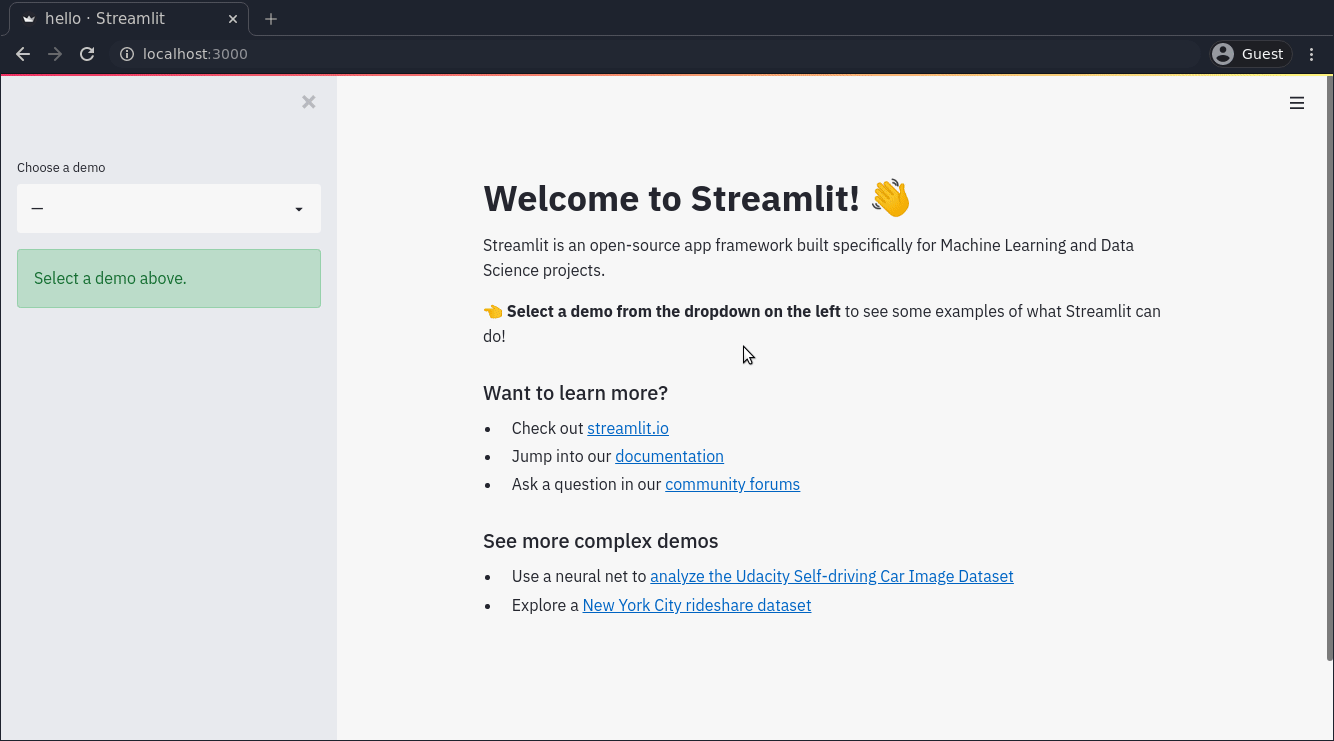 hello · Streamlit
localhost:3000
Guest
Choose a demo
—
Select a demo above.
Welcome to Streamlit! 👋
Streamlit is an open-source app framework built specifically for Machine Learning and Data
Science projects.
👈 Select a demo from the dropdown on the left to see some examples of what Streamlit can
do!
Want to learn more?
• Check out streamlit.io
• Jump into our documentation
• Ask a question in our community forums
See more complex demos
• Use a neural net to analyze the Udacity Self-driving Car Image Dataset
• Explore a New York City rideshare dataset